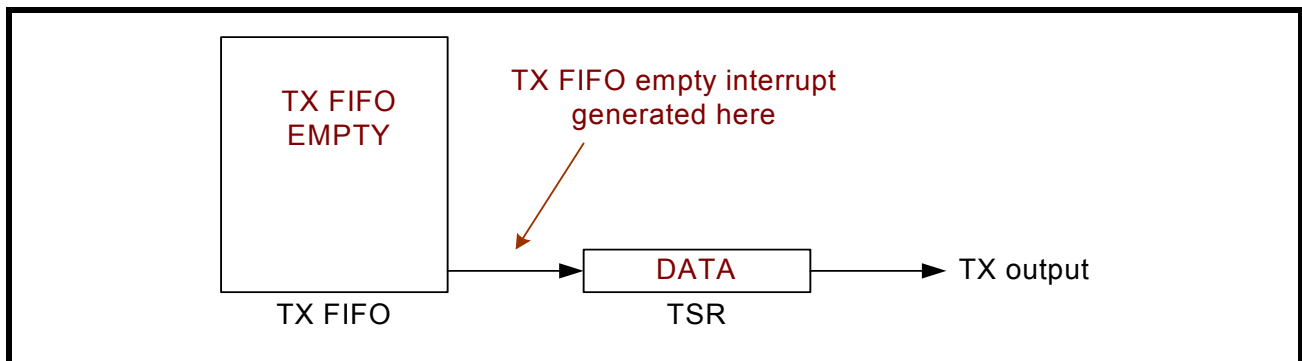 TX FIFO empty interrupt
generated here
TX FIFO
EMPTY
DATA
TX output
TX FIFO
TSR